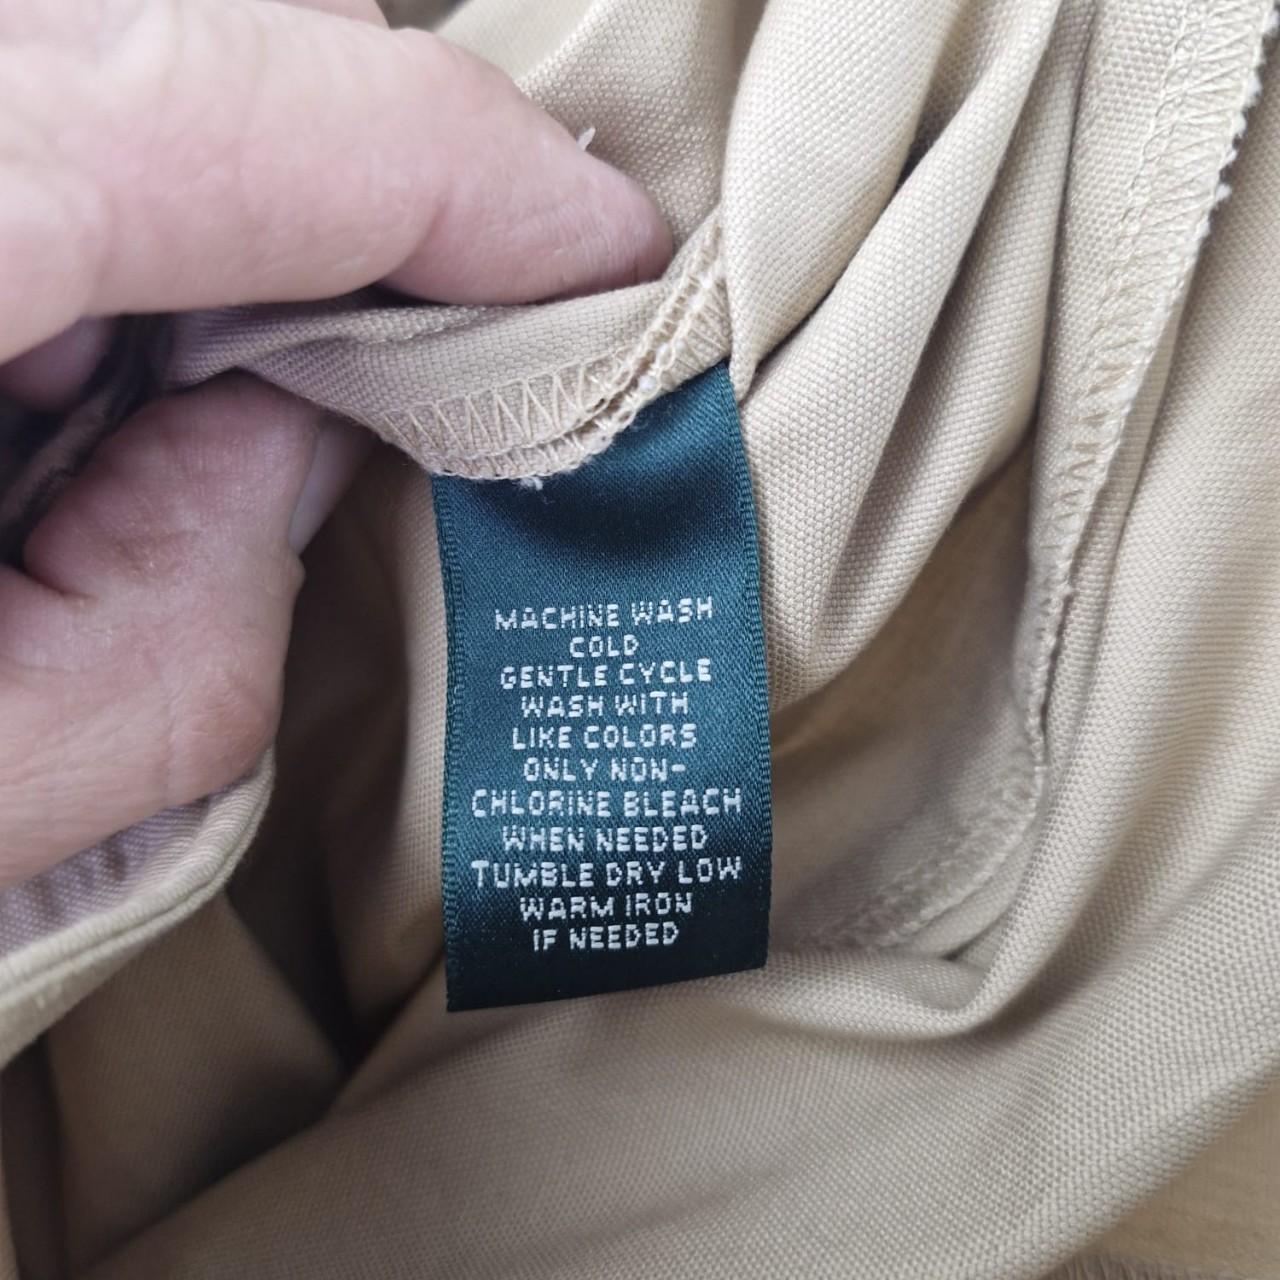 MACHINE WASH
COLD
GENTLE CYCLE
WASH WITH
LIKE COLORS
ONLY NON-
CHLORINE BLEACH
WHEN NEEDED
TUMBLE DRY LOW
WARM IRON
IF NEEDED